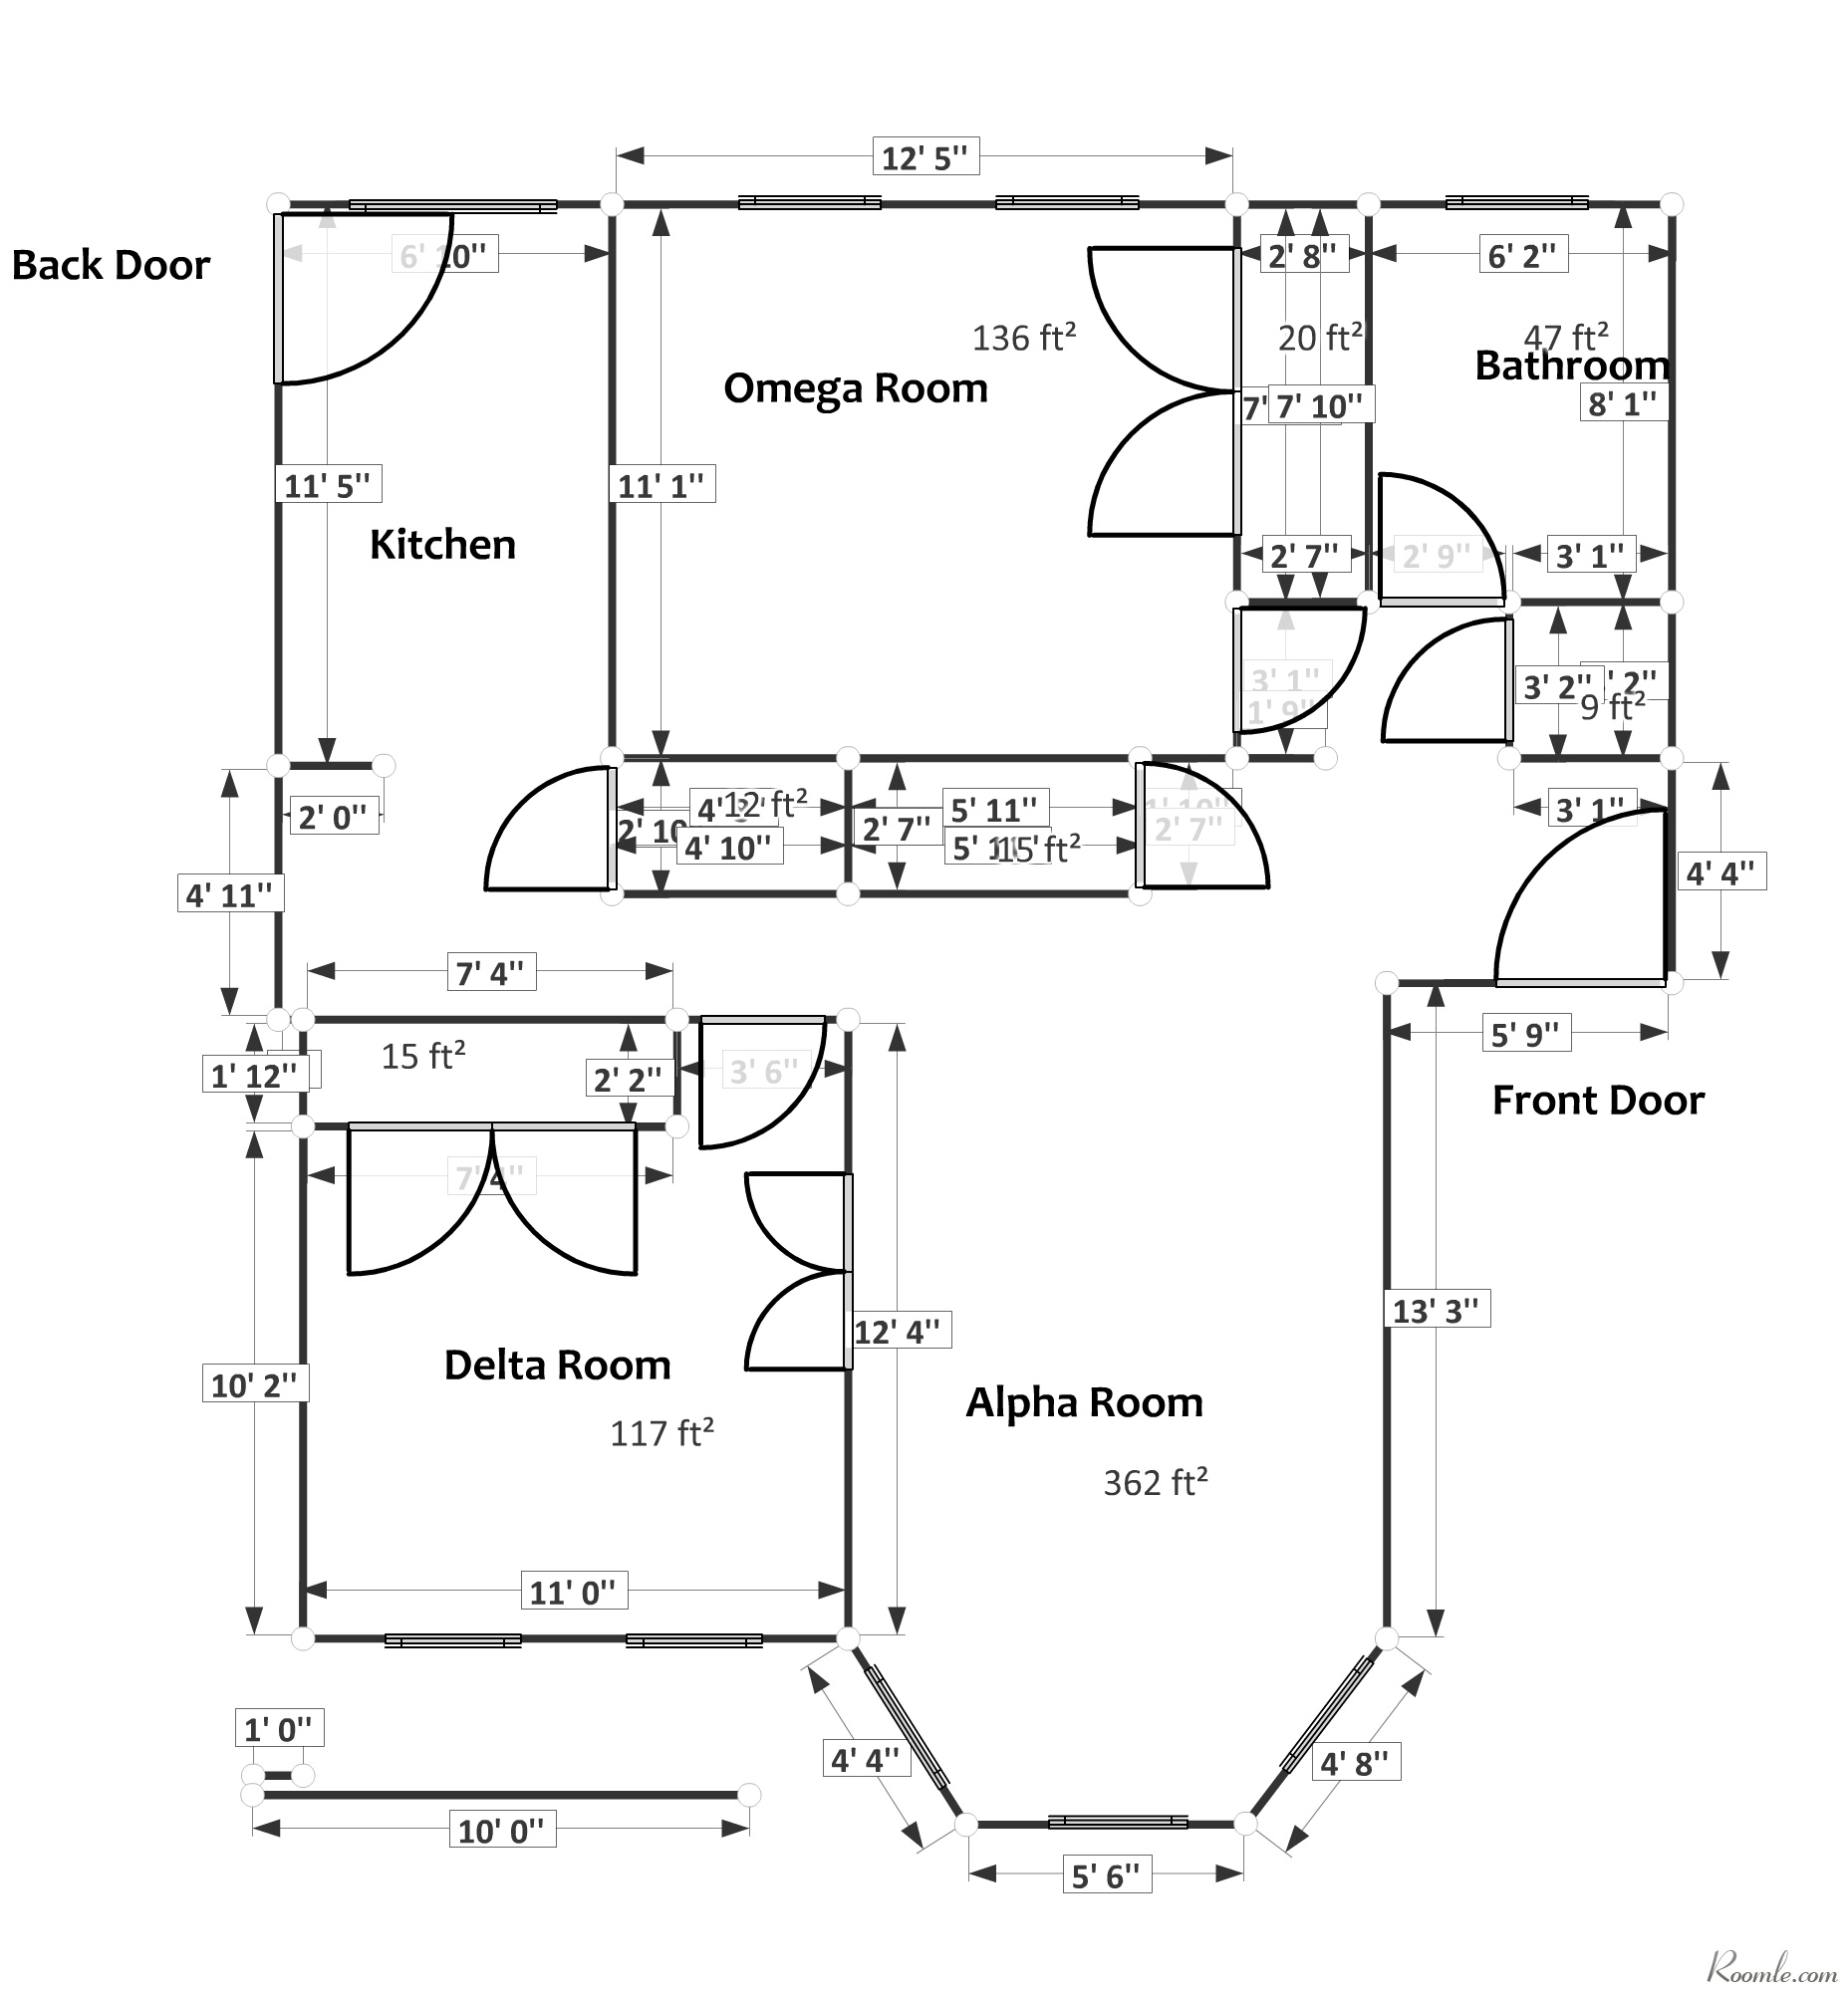 12' 5"
6' 10"
2' 8"
6' 2"
Back Door
136 ft²
20 ft²
47 ft²
Bathroom
Omega Room
7'
7' 10"
8' 1"
11' 5"
11' 1"
Kitchen
2' 7"
2' 9"
3' 1"
3' 1"
1' 9"
3' 2"
' 2"
9 ft²
2' 0"
12 ft²
5' 11"
1' 10"
3' 1"
2' 10
4' 10"
2' 7"
15 ft²
2' 7"
4' 4"
4' 11"
7' 4"
5' 9"
15 ft²
1' 12"
2' 2"
3' 6"
Front Door
7' 4"
13' 3"
12' 4"
Delta Room
10' 2"
Alpha Room
117 ft²
362 ft²
11' 0"
1' 0"
4' 4"
4' 8"
10' 0"
5' 6"
Roomle.com